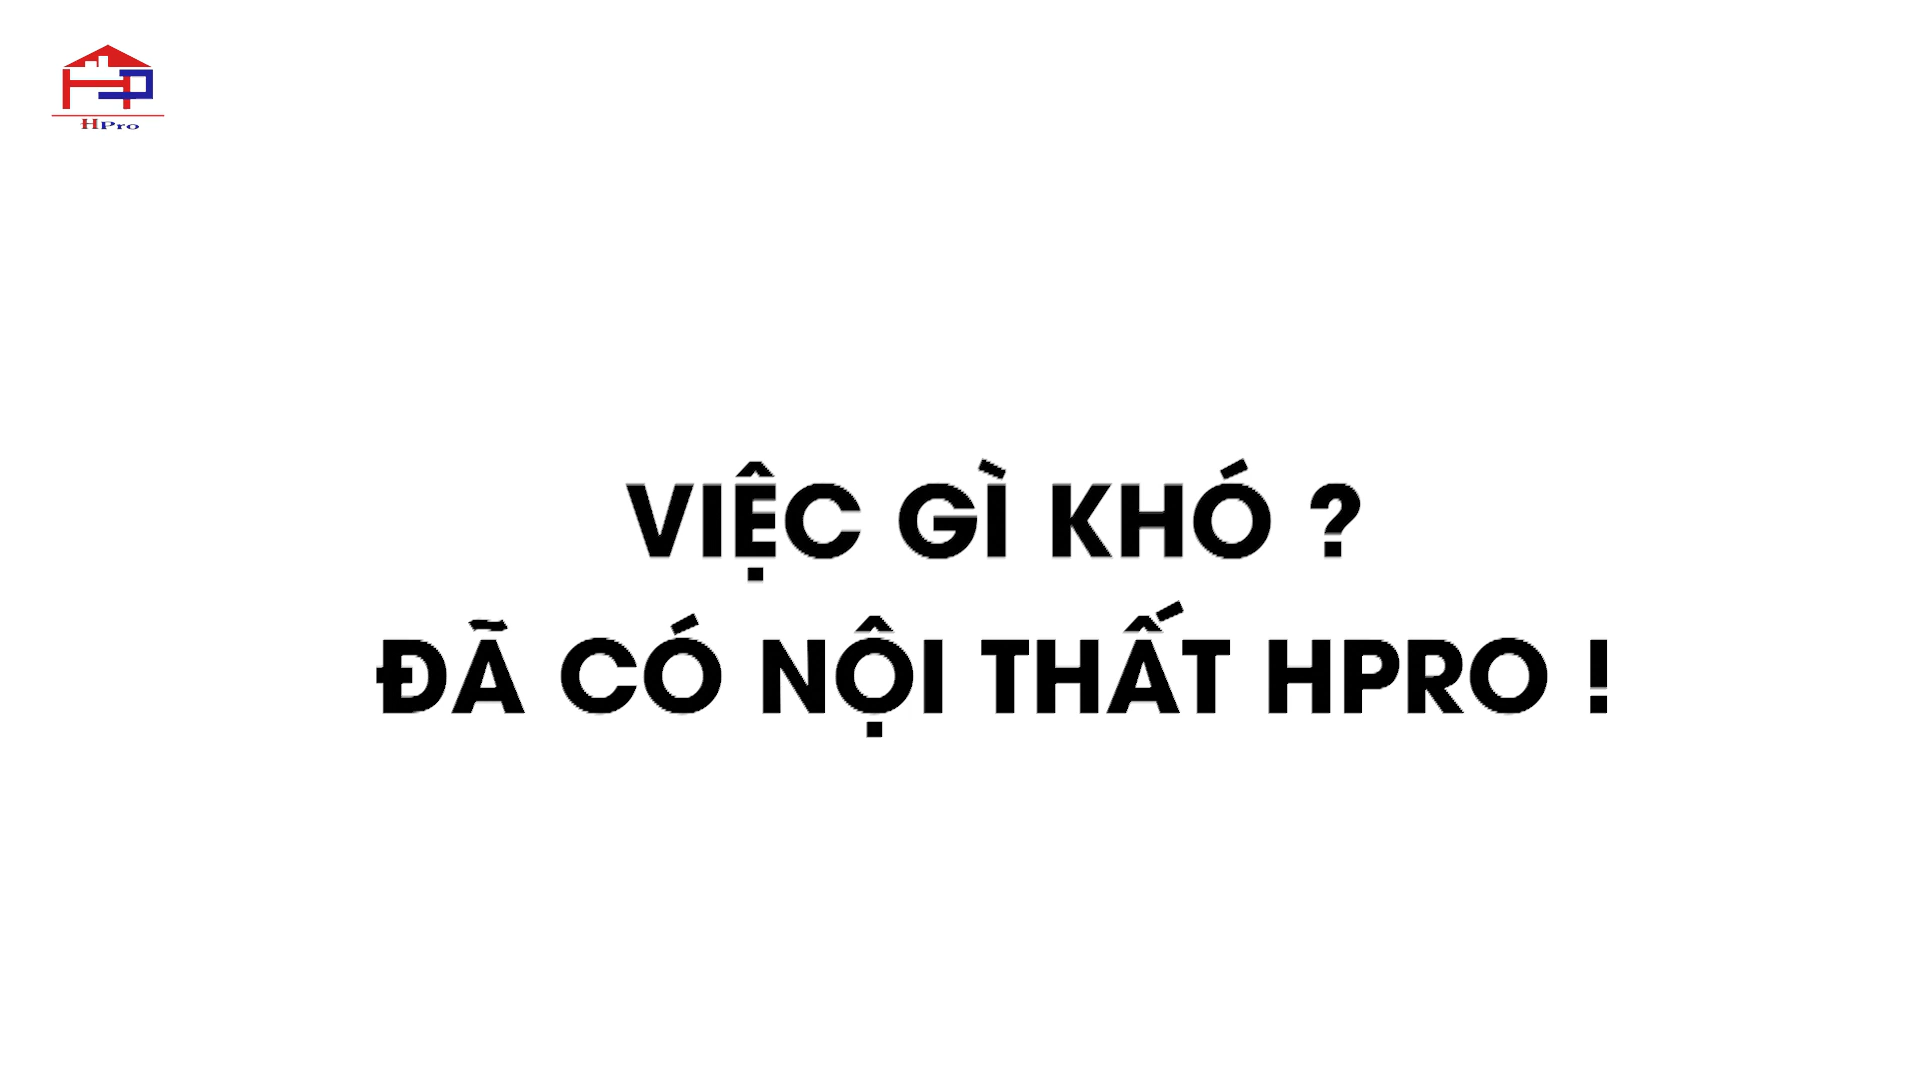 HPro
VIỆC GÌ KHÓ ?
ĐÃ CÓ NỘI THẤT HPRO !